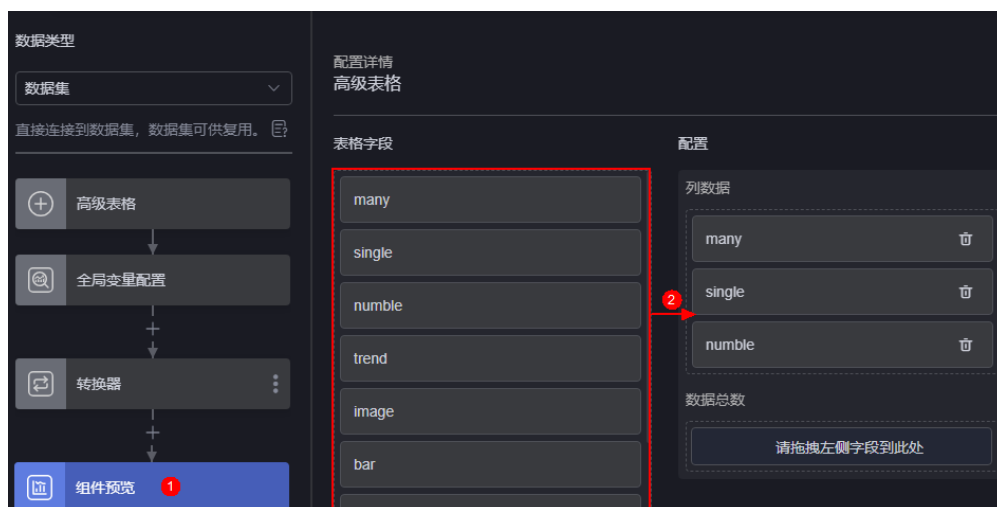 数据类型
数据集
直接连接到数据集，数据集可供复用。
高级表格
全局变量配置
转换器
组件预览 1
配置详情
高级表格
表格字段
many
single
numble
trend
image
bar
2
配置
列数据
many
single
numble
数据总数
请拖拽左侧字段到此处